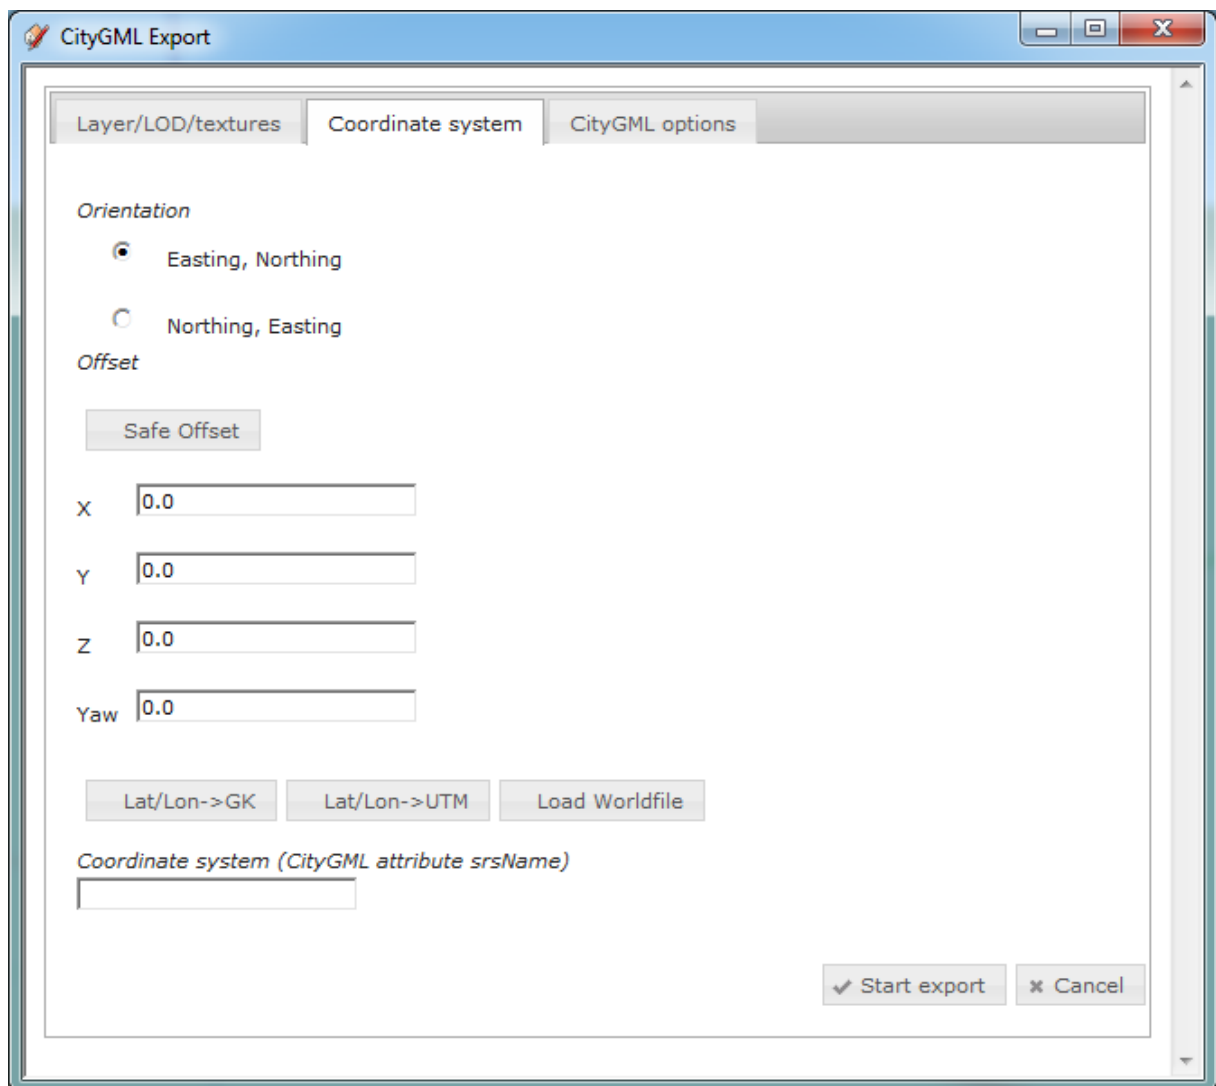 CityGML Export
Layer/LOD/textures Coordinate system CityGML options
Orientation
Easting, Northing
Northing, Easting
Offset
Safe Offset
X 0.0
Y 0.0
Z 0.0
Yaw 0.0
Lat/Lon->GK Lat/Lon->UTM Load Worldfile
Coordinate system (CityGML attribute srsName)
Start export Cancel